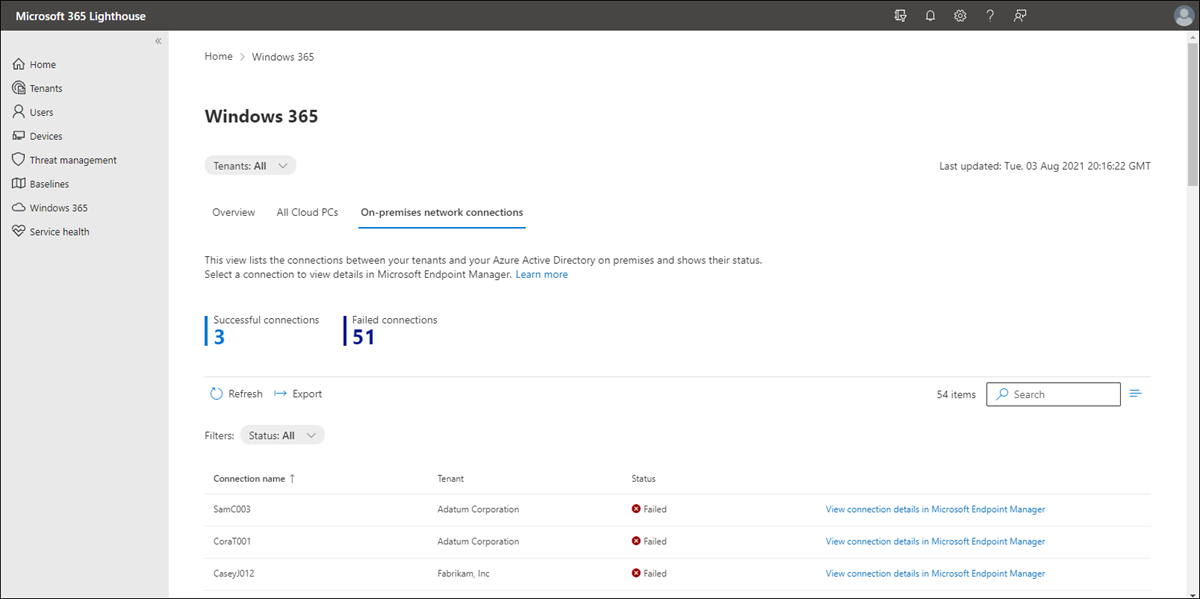 Microsoft 365 Lighthouse
Home
Tenants
Users
Devices
Threat management
Baselines
Windows 365
Service health
Home > Windows 365
Windows 365
Tenants: All
Last updated: Tue, 03 Aug 2021 20:16:22 GMT
Overview All Cloud PCs On-premises network connections
This view lists the connections between your tenants and your Azure Active Directory on premises and shows their status.
Select a connection to view details in Microsoft Endpoint Manager. Learn more
Successful connections
3
Failed connections
51
Refresh Export
54 items Search
Filters: Status: All
Connection name ↑ Tenant Status
SamC003 Adatum Corporation Failed View connection details in Microsoft Endpoint Manager
CoraT001 Adatum Corporation Failed View connection details in Microsoft Endpoint Manager
CaseyJ012 Fabrikam, Inc Failed View connection details in Microsoft Endpoint Manager